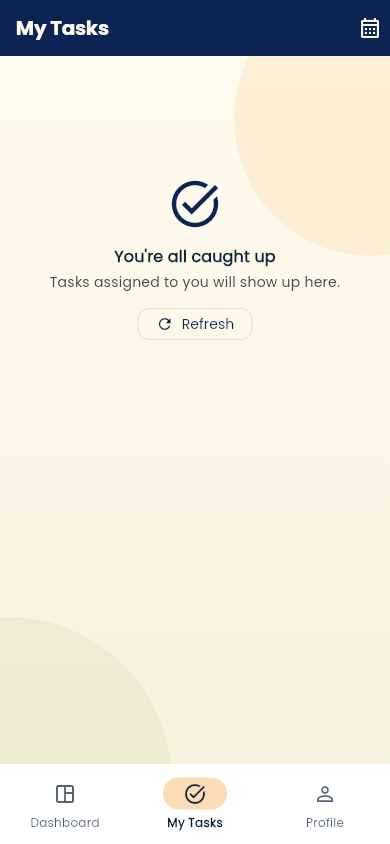 My Tasks
You're all caught up
Tasks assigned to you will show up here.
Refresh
Dashboard
My Tasks
Profile